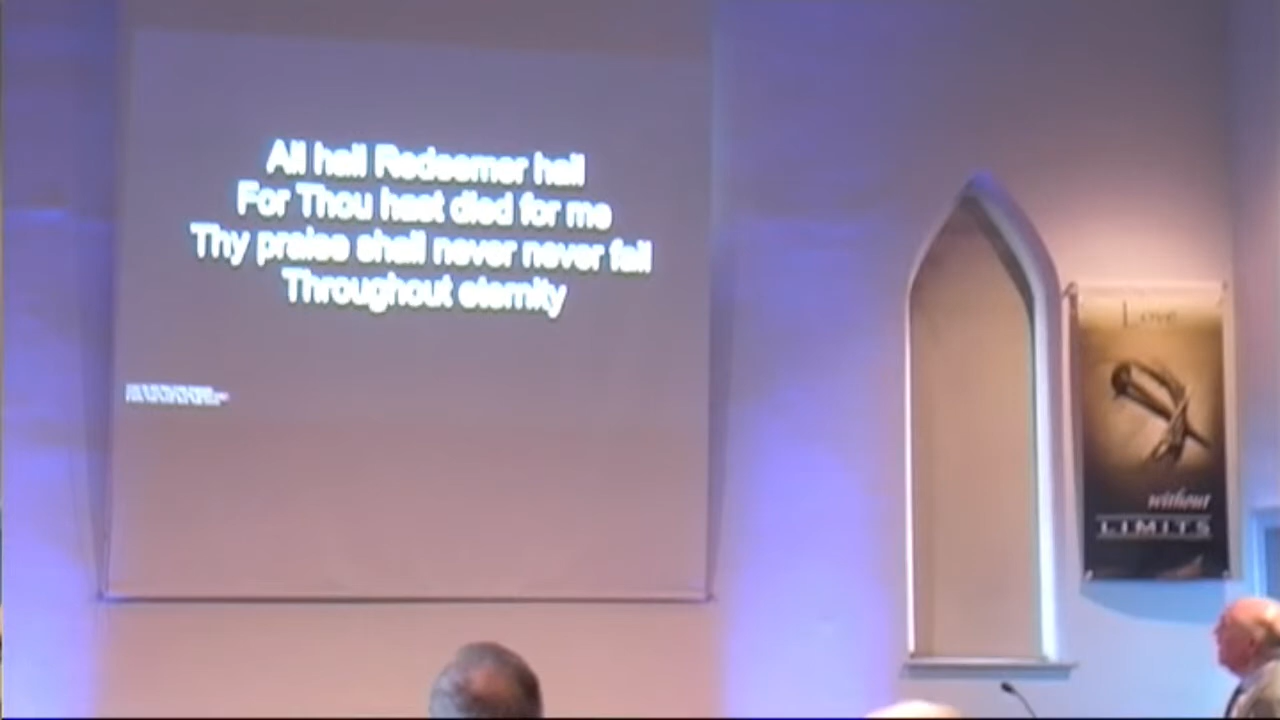 All hail Redeemer hail
For Thou hast died for me
Thy praise shall never never fail
Throughout eternity
Love
without
LIMITS